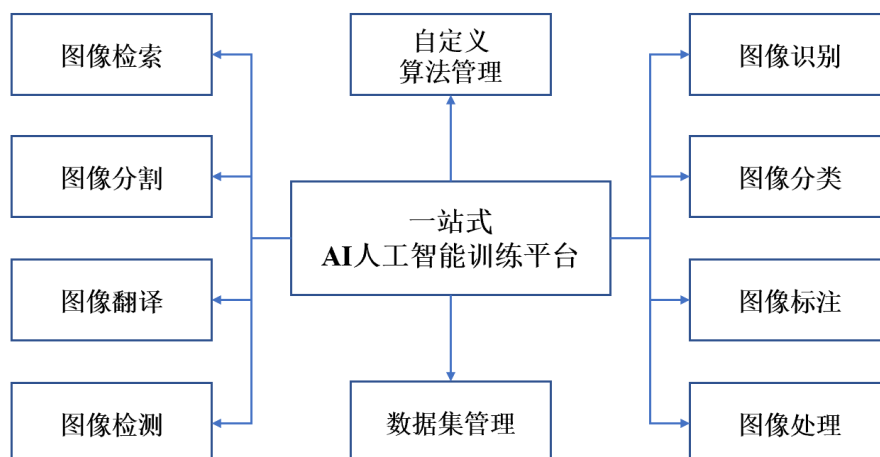 图像检索
自定义
算法管理
图像识别
图像分割
图像分类
一站式
AI人工智能训练平台
图像翻译
图像标注
图像检测
数据集管理
图像处理